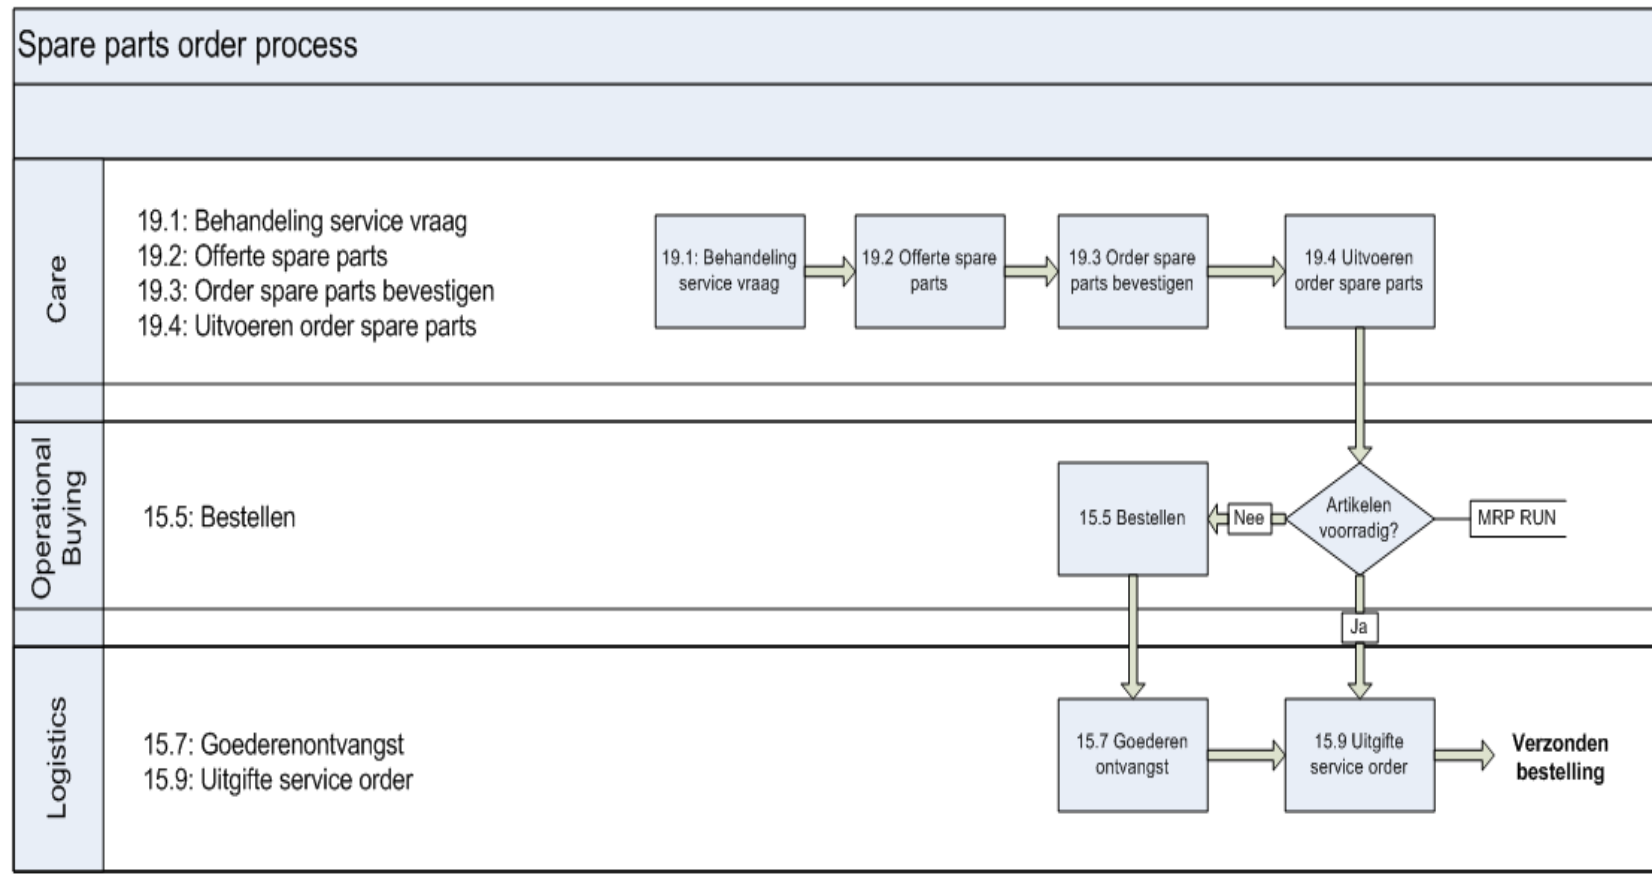 Spare parts order process
Care
19.1: Behandeling service vraag
19.2: Offerte spare parts
19.3: Order spare parts bevestigen
19.4: Uitvoeren order spare parts
19.1: Behandeling
service vraag
19.2 Offerte spare
parts
19.3 Order spare
parts bevestigen
19.4 Uitvoeren
order spare parts
Operational
Buying
15.5: Bestellen
15.5 Bestellen
Nee
Artikelen
voorradig?
MRP RUN
Ja
Logistics
15.7: Goederenontvangst
15.9: Uitgifte service order
15.7 Goederen
ontvangst
15.9 Uitgifte
service order
Verzonden
bestelling